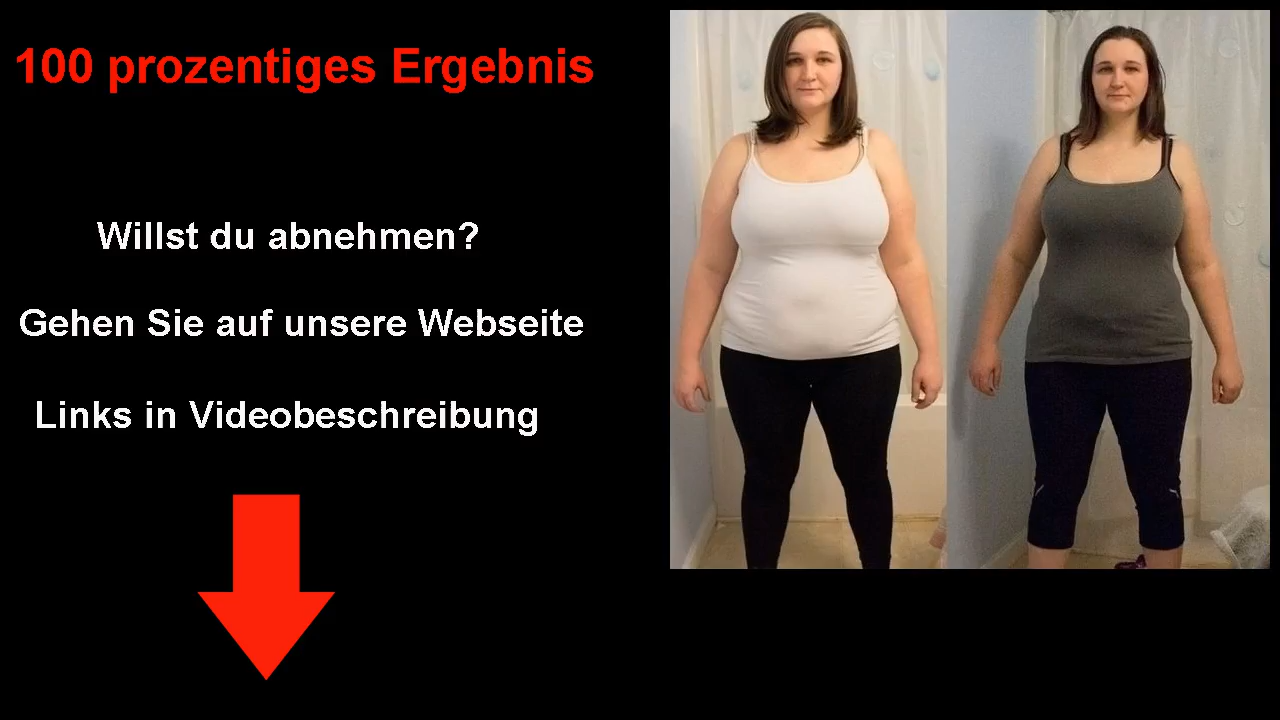 100 prozentiges Ergebnis
Willst du abnehmen?
Gehen Sie auf unsere Webseite
Links in Videobeschreibung